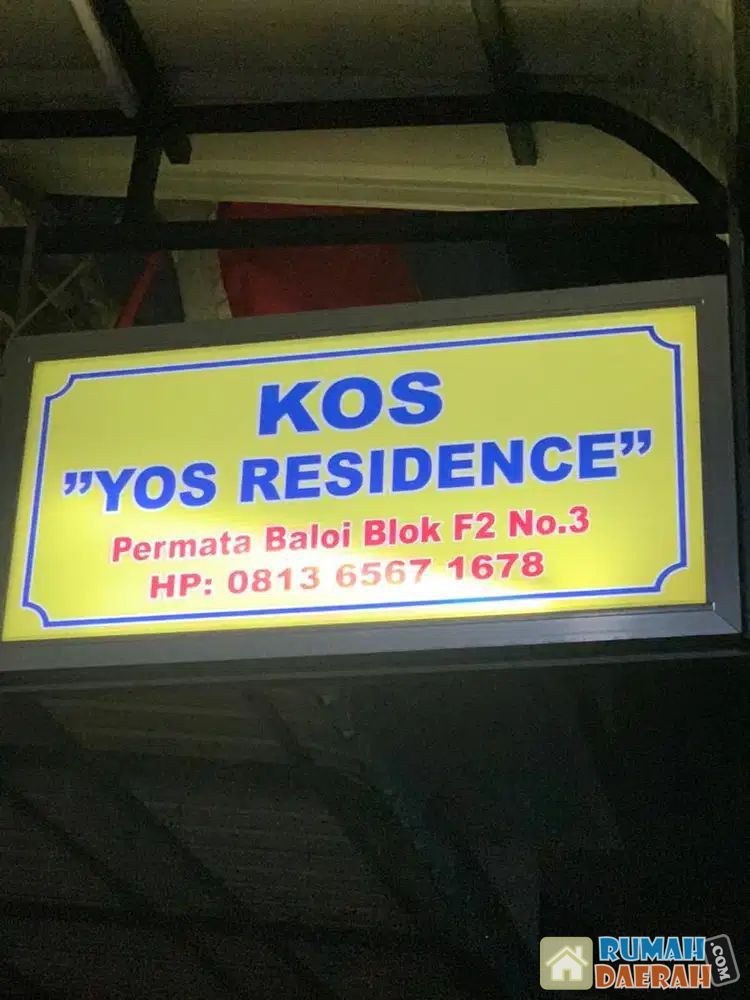 KOS
"YOS RESIDENCE"
Permata Baloi Blok F2 No.3
HP: 0813 6567 1678
RUMAH
DAERAH
.COM